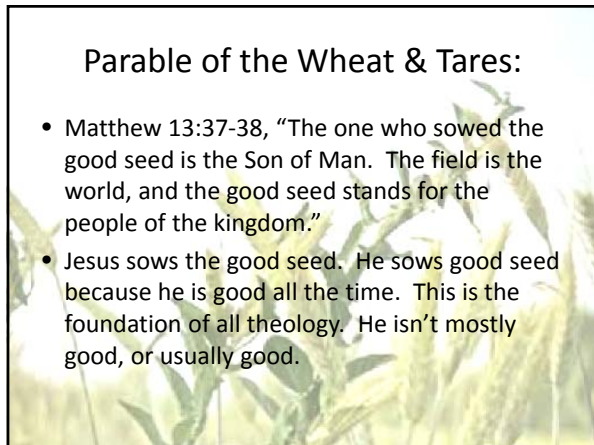 Parable of the Wheat & Tares:
• Matthew 13:37-38, “The one who sowed the
good seed is the Son of Man.  The field is the
world, and the good seed stands for the
people of the kingdom.”
• Jesus sows the good seed.  He sows good seed
because he is good all the time.  This is the
foundation of all theology.  He isn’t mostly
good, or usually good.